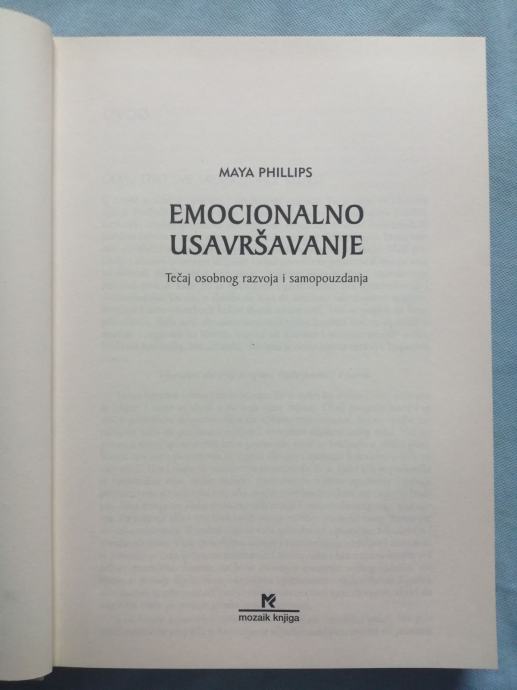 MAYA PHILLIPS
EMOCIONALNO
USAVRŠAVANJE
Tečaj osobnog razvoja i samopouzdanja
mozaik knjiga